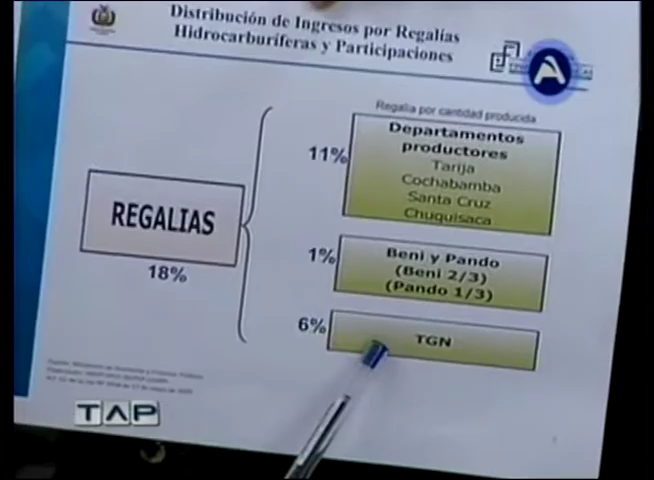 Distribución de Ingresos por Regalías
Hidrocarburíferas y Participaciones
A
Regalia por cantidad producida
11%
Departamentos
productores
Tarija
Cochabamba
Santa Cruz
Chuquisaca
REGALIAS
18%
1%
Beni y Pando
(Beni 2/3)
(Pando 1/3)
6%
TGN
TAP